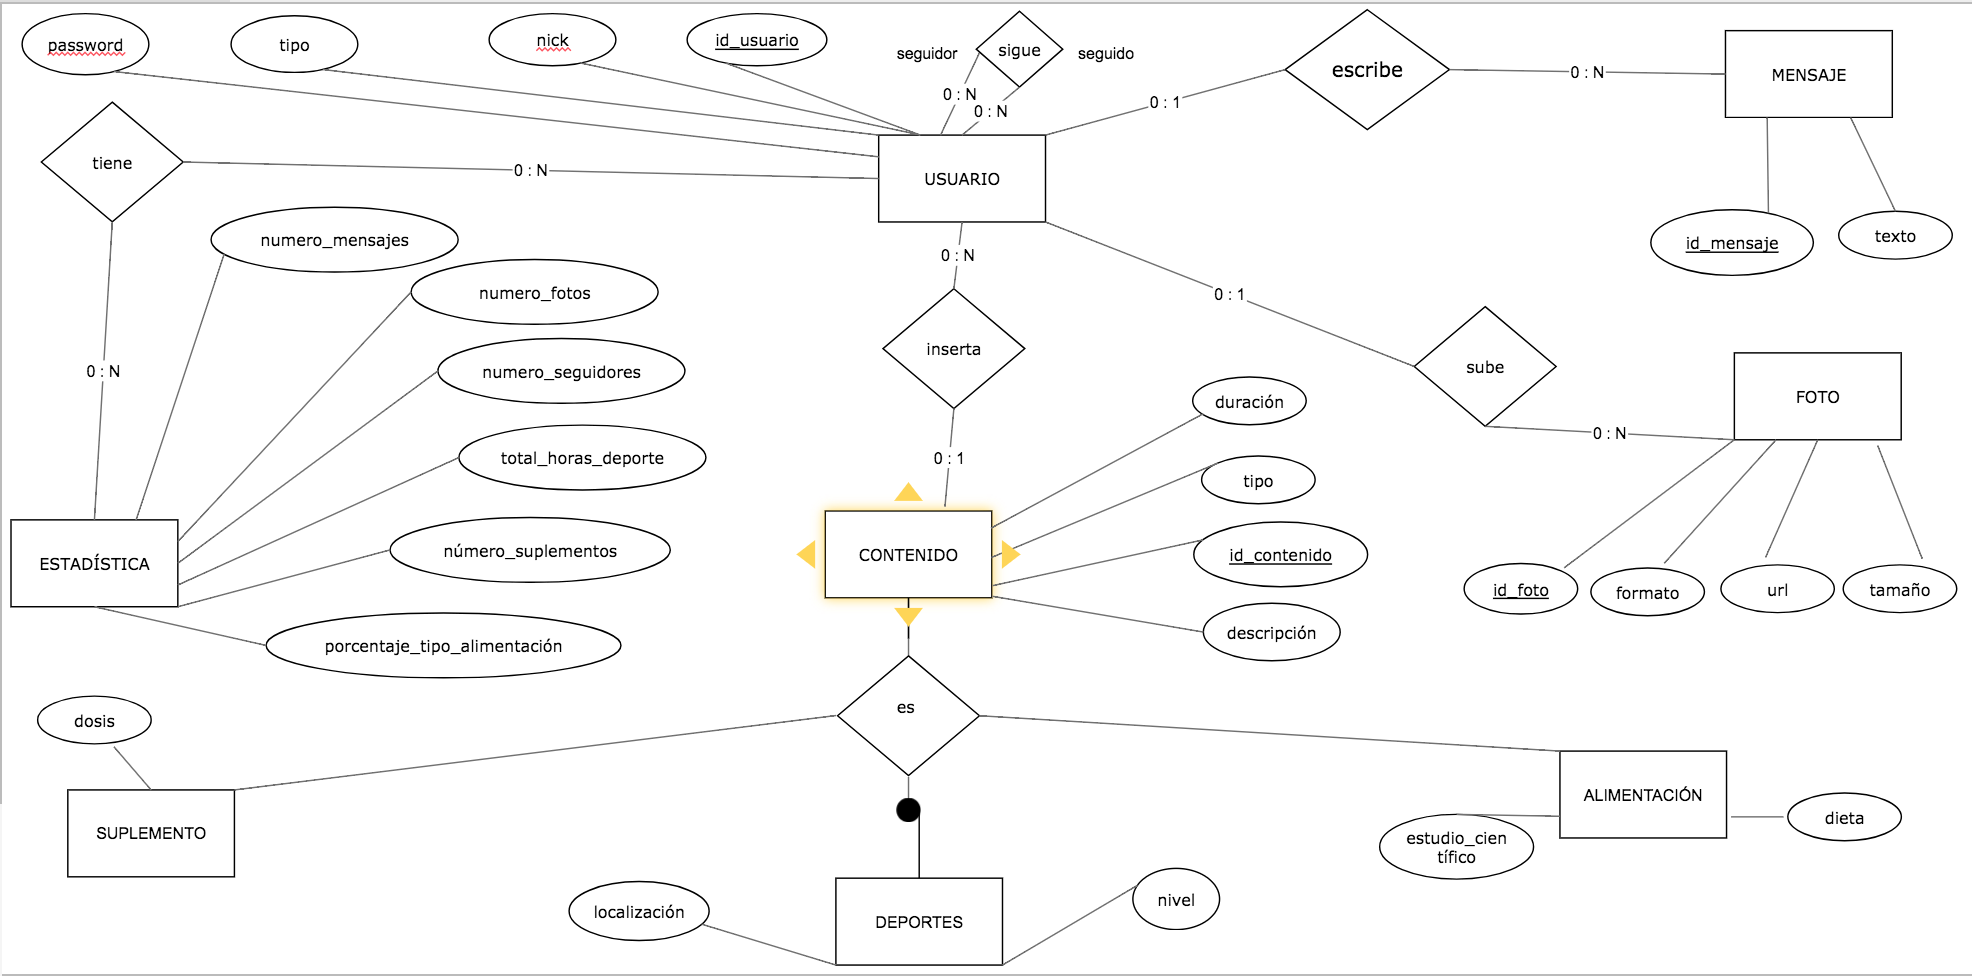 password
tipo
nick
id_usuario
seguidor
sigue
seguido
escribe
0 : N
MENSAJE
0 : N
0 : N
0 : 1
tiene
0 : N
USUARIO
numero_mensajes
id_mensaje
texto
0 : N
numero_fotos
0 : 1
inserta
0 : N
numero_seguidores
sube
FOTO
duración
0 : N
total_horas_deporte
0 : 1
tipo
número_suplementos
CONTENIDO
id_contenido
ESTADÍSTICA
id_foto
formato
url
tamaño
descripción
porcentaje_tipo_alimentación
es
dosis
ALIMENTACIÓN
dieta
SUPLEMENTO
estudio_cien
tífico
localización
nivel
DEPORTES